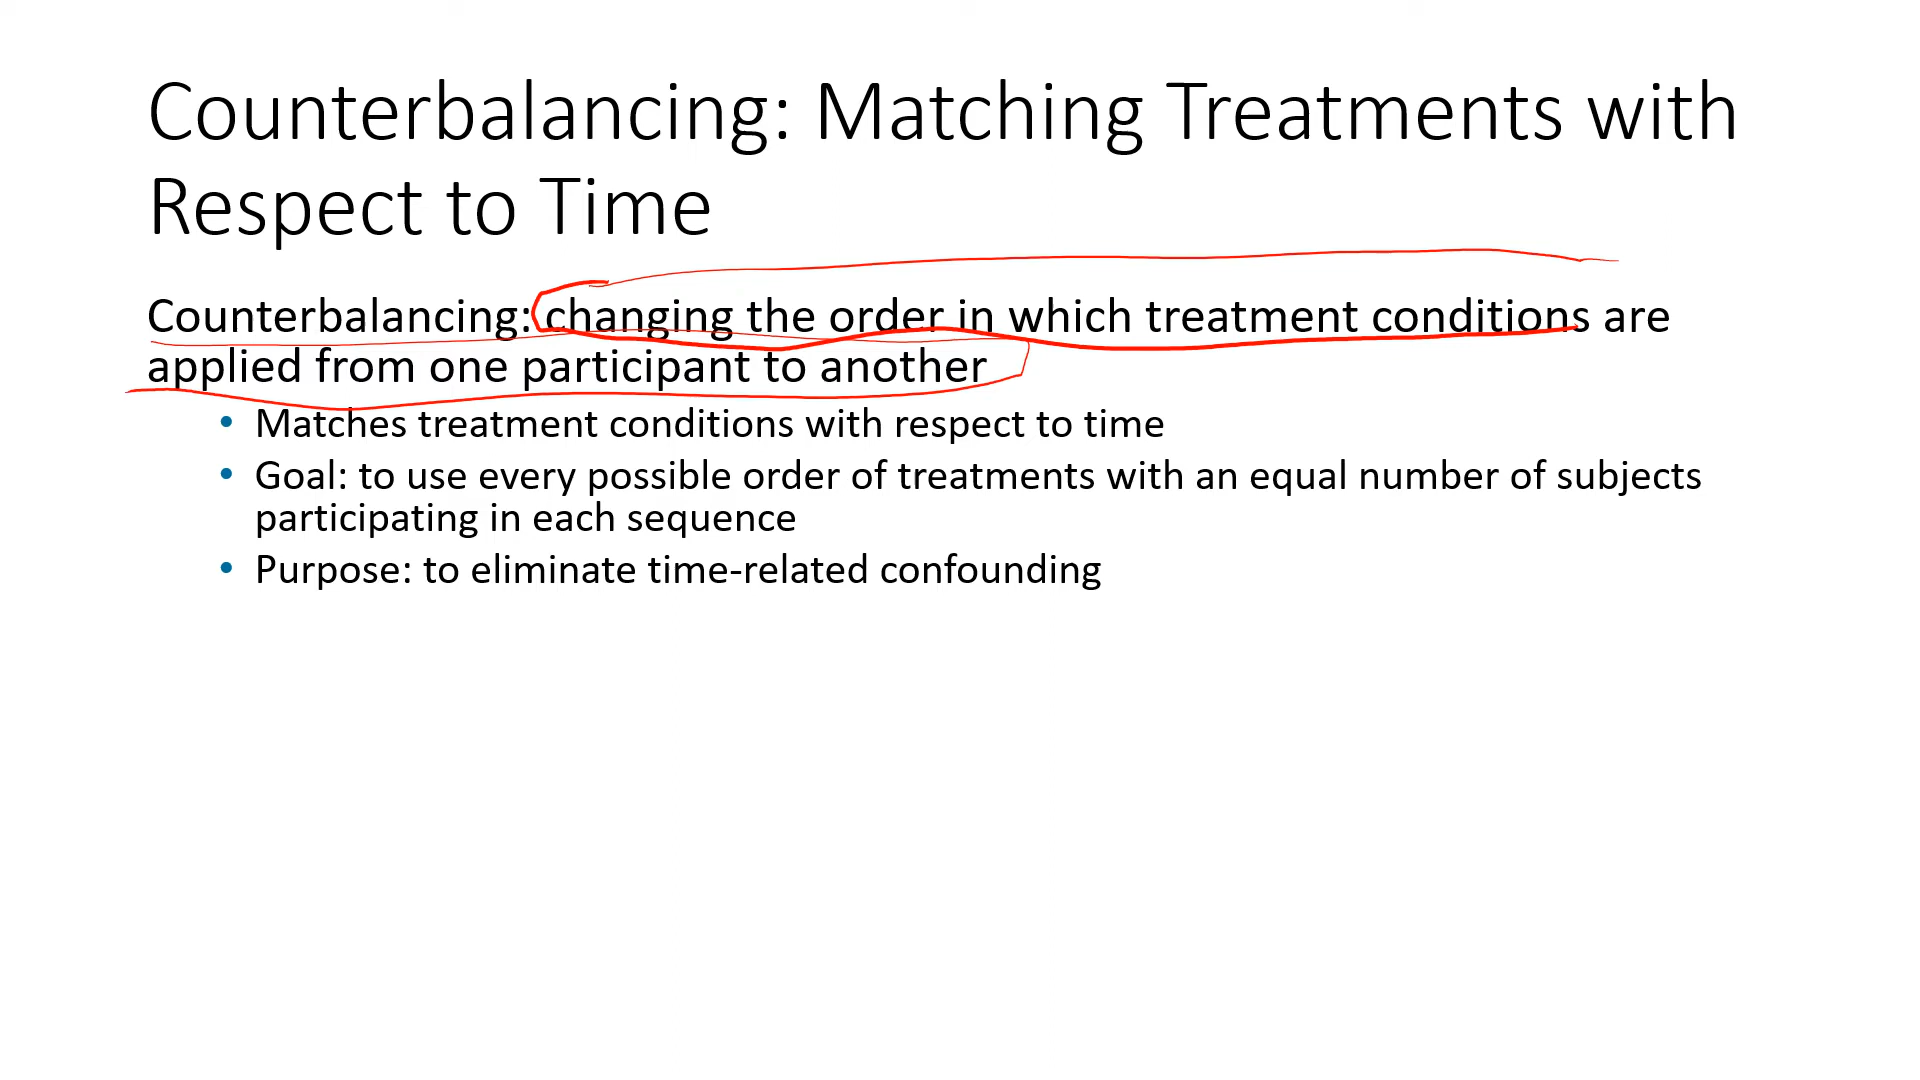 Counterbalancing: Matching Treatments with
Respect to Time
Counterbalancing: changing the order in which treatment conditions are
applied from one participant to another
• Matches treatment conditions with respect to time
• Goal: to use every possible order of treatments with an equal number of subjects
participating in each sequence
• Purpose: to eliminate time-related confounding